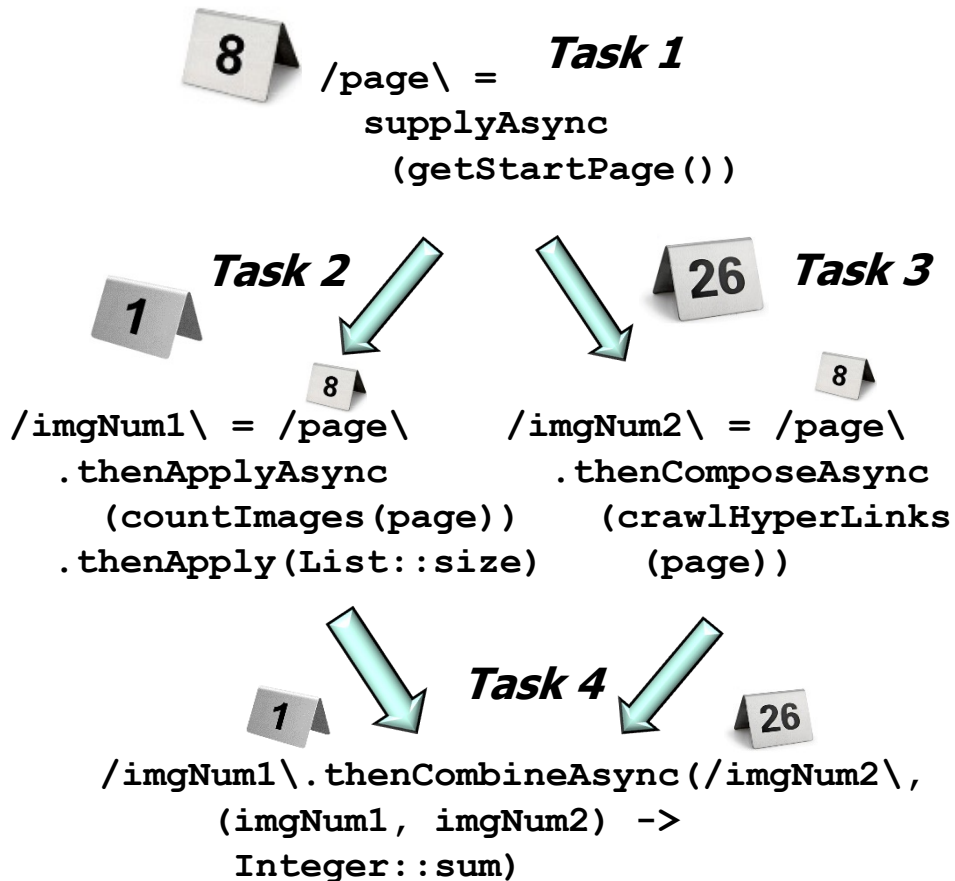 8
Task 1
/page\ =
supplyAsync
(getStartPage())
Task 2
1
8
/imgNum1\ = /page\
.thenApplyAsync
(countImages(page))
.thenApply(List::size)
26
Task 3
8
/imgNum2\ = /page\
.thenComposeAsync
(crawlHyperLinks
(page))
Task 4
1
26
/imgNum1\.thenCombineAsync(/imgNum2\,
(imgNum1, imgNum2) ->
Integer::sum)